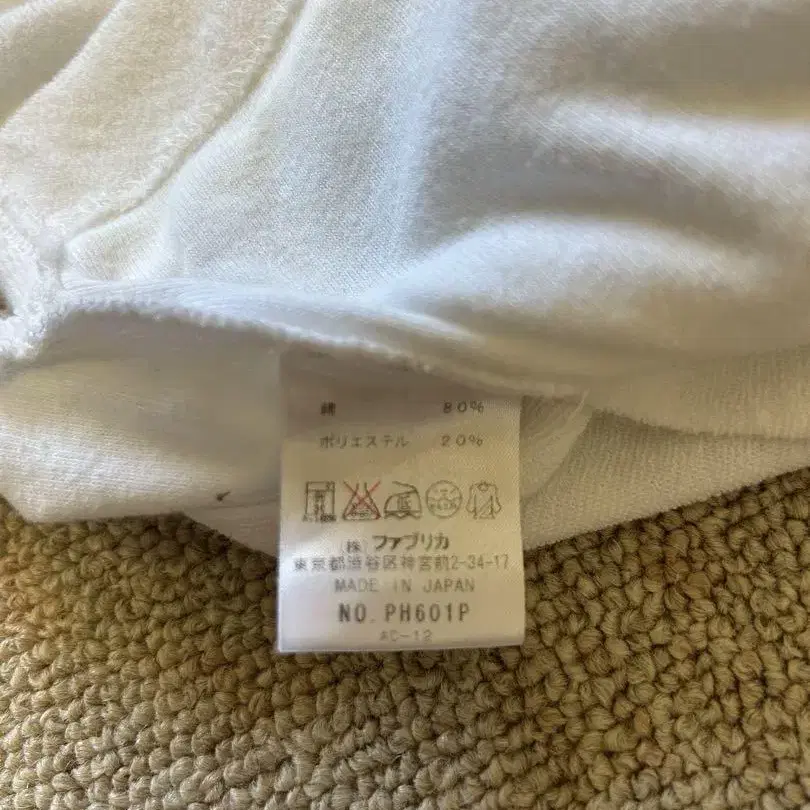 綿 80%
ポリエステル 20%
(株) ファブリカ
東京都渋谷区神宮前2-34-17
MADE IN JAPAN
NO. PH601P
AC-12